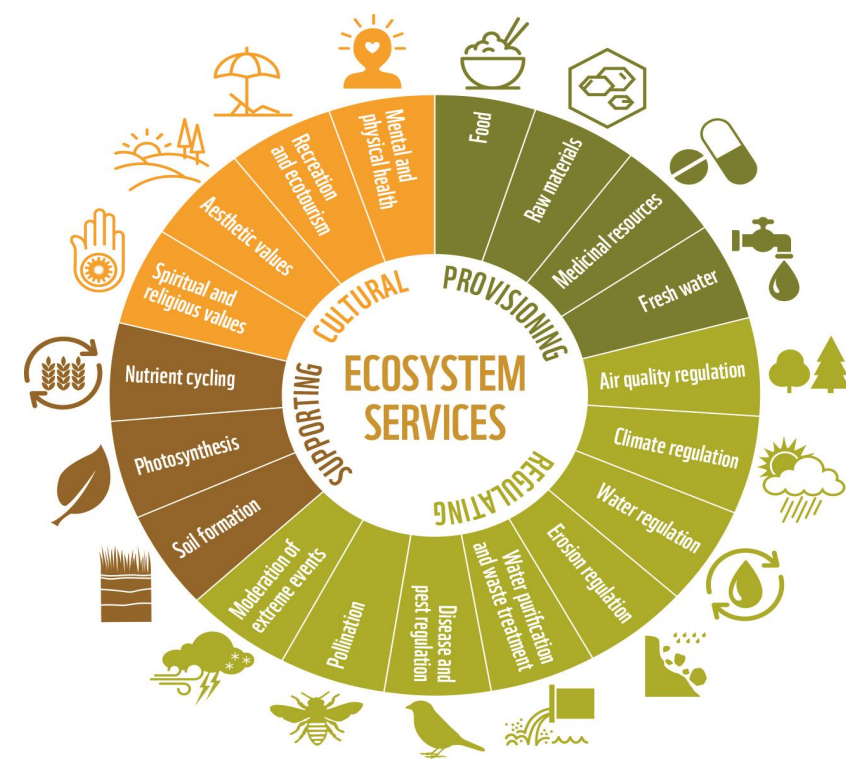 ECOSYSTEM
SERVICES
PROVISIONING
Food
Raw materials
Medicinal resources
Fresh water
REGULATING
Air quality regulation
Climate regulation
Water regulation
Erosion regulation
Water purification
and waste treatment
Disease and
pest regulation
Pollination
Moderation of
extreme events
SUPPORTING
Soil formation
Photosynthesis
Nutrient cycling
CULTURAL
Spiritual and
religious values
Aesthetic values
Recreation
and ecotourism
Mental and
physical health